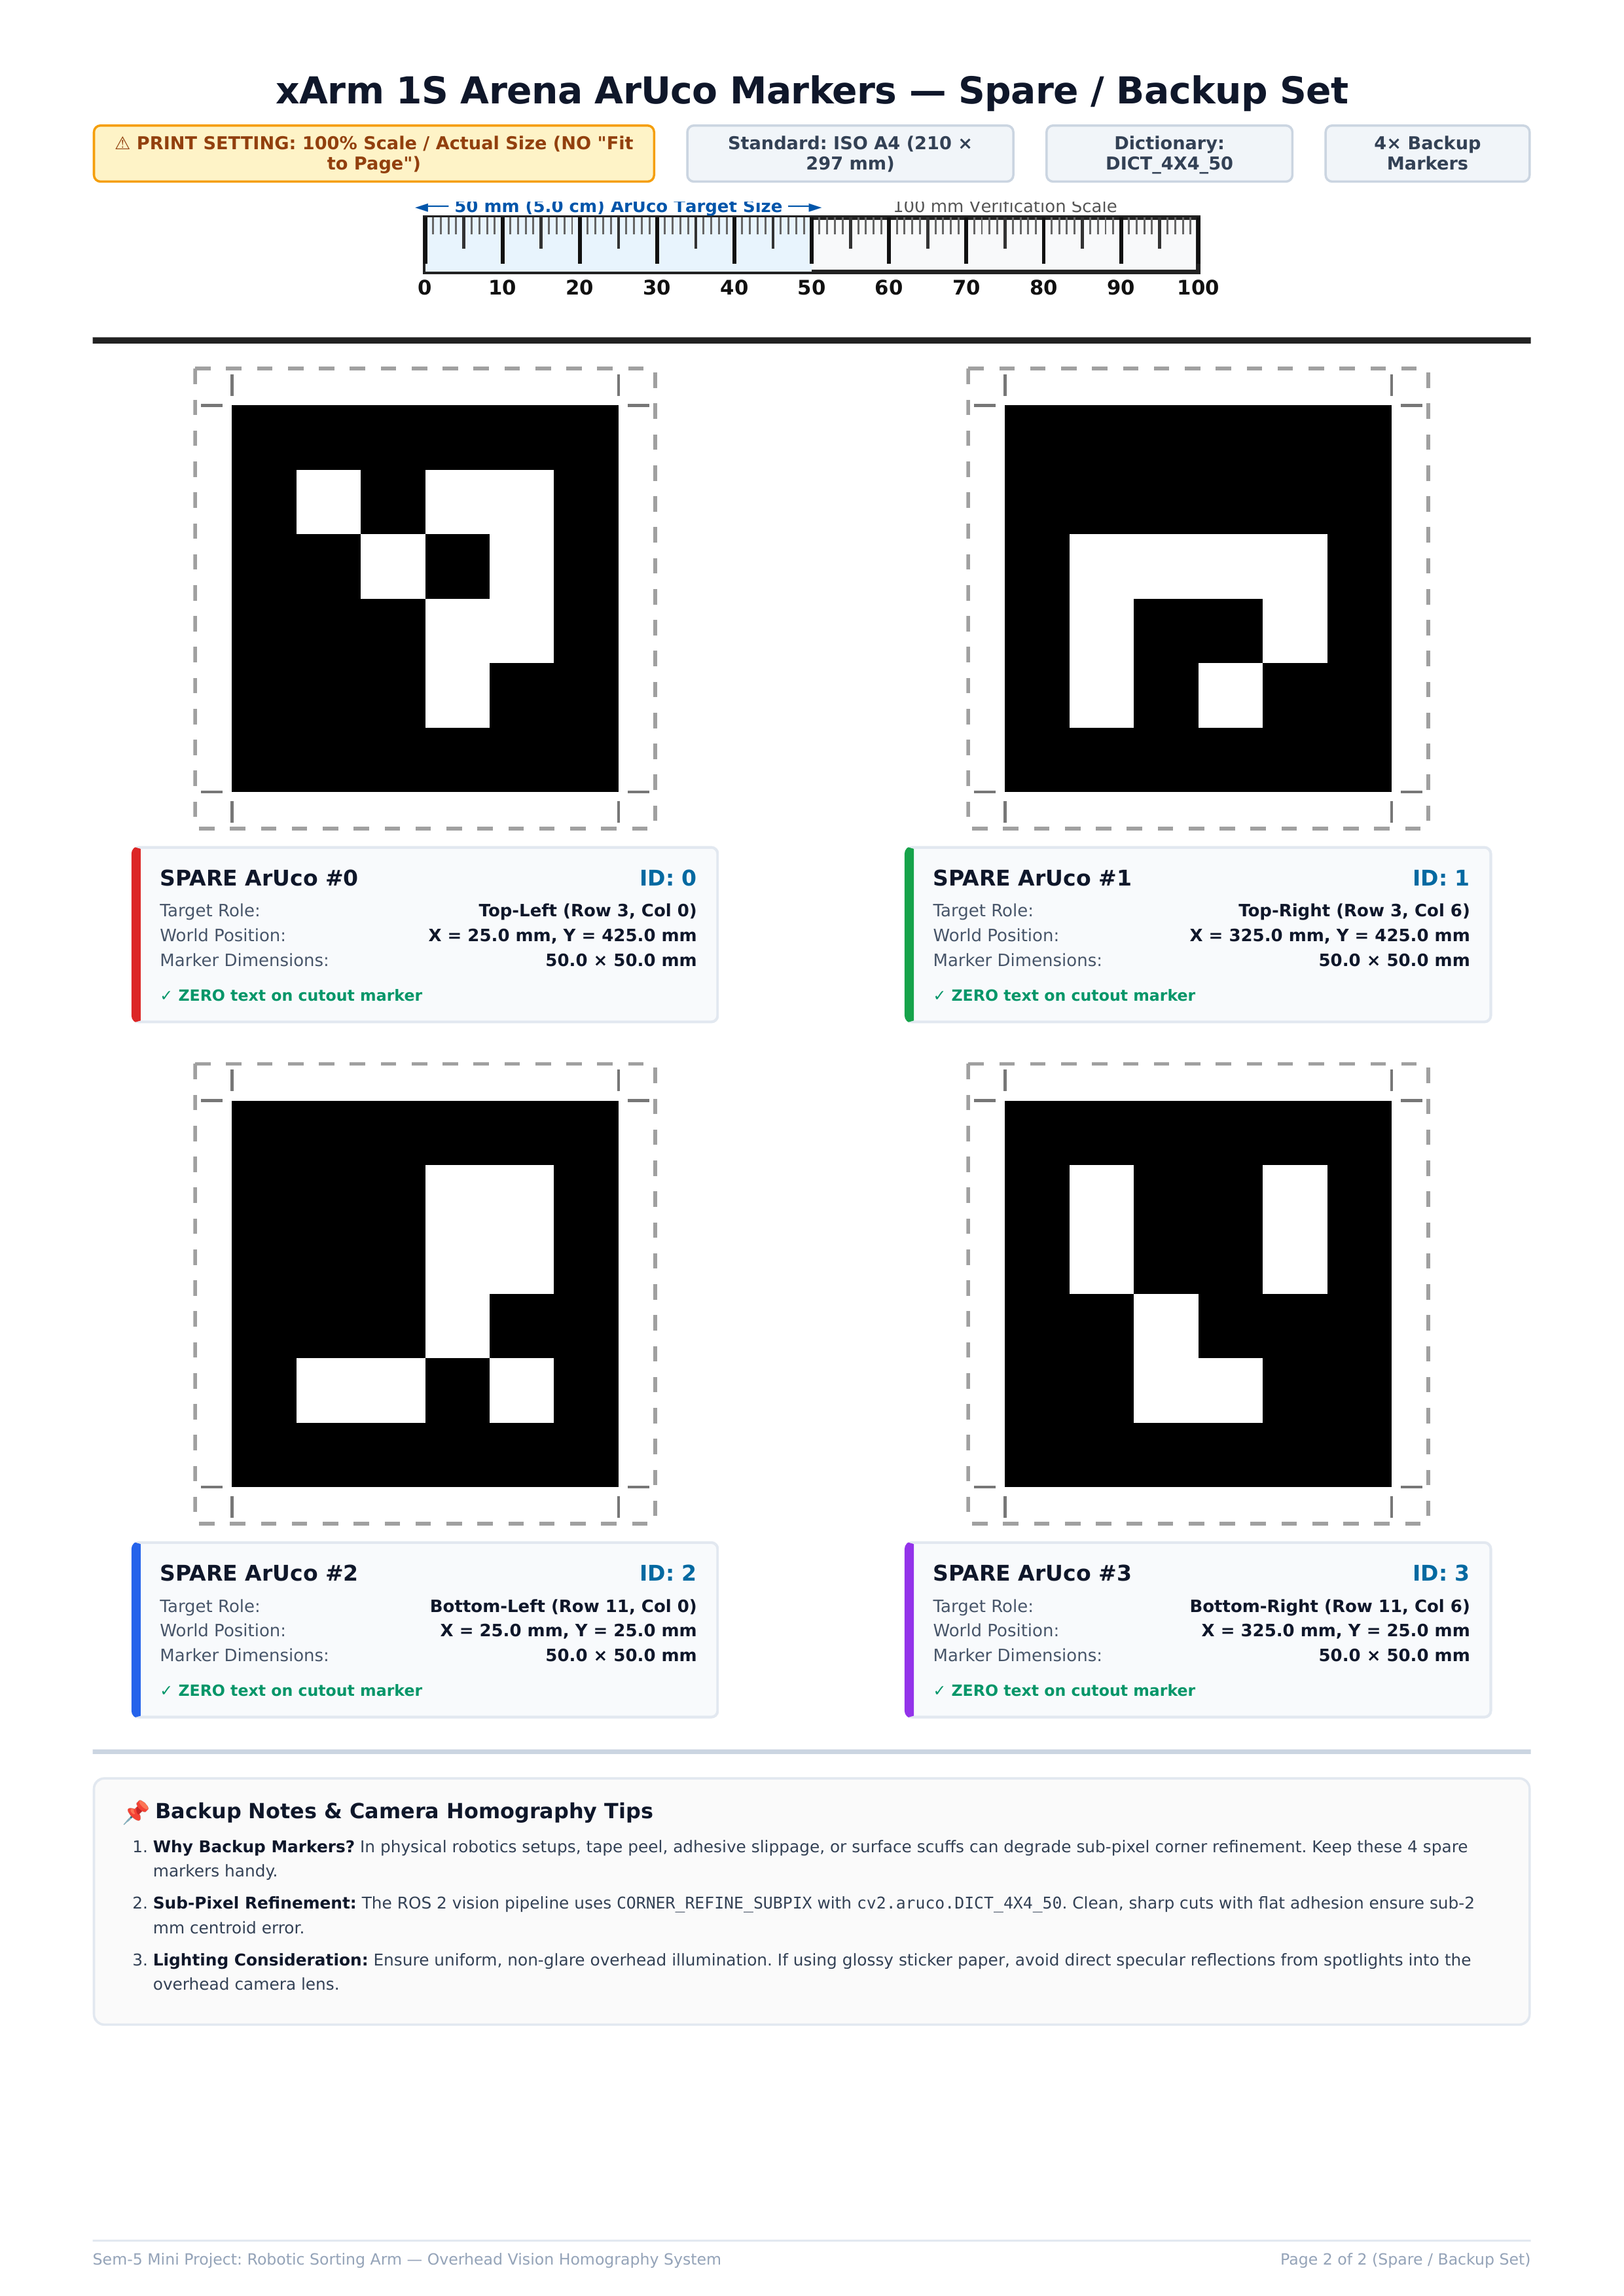 xArm 1S Arena ArUco Markers — Spare / Backup Set
⚠ PRINT SETTING: 100% Scale / Actual Size (NO "Fit
to Page")
Standard: ISO A4 (210 ×
297 mm)
Dictionary:
DICT_4X4_50
4× Backup
Markers
50 mm (5.0 cm) ArUco Target Size
100 mm Verification Scale
0 10 20 30 40 50 60 70 80 90 100
SPARE ArUco #0 ID: 0
Target Role: Top-Left (Row 3, Col 0)
World Position: X = 25.0 mm, Y = 425.0 mm
Marker Dimensions: 50.0 × 50.0 mm
✓ ZERO text on cutout marker
SPARE ArUco #1 ID: 1
Target Role: Top-Right (Row 3, Col 6)
World Position: X = 325.0 mm, Y = 425.0 mm
Marker Dimensions: 50.0 × 50.0 mm
✓ ZERO text on cutout marker
SPARE ArUco #2 ID: 2
Target Role: Bottom-Left (Row 11, Col 0)
World Position: X = 25.0 mm, Y = 25.0 mm
Marker Dimensions: 50.0 × 50.0 mm
✓ ZERO text on cutout marker
SPARE ArUco #3 ID: 3
Target Role: Bottom-Right (Row 11, Col 6)
World Position: X = 325.0 mm, Y = 25.0 mm
Marker Dimensions: 50.0 × 50.0 mm
✓ ZERO text on cutout marker
📌 Backup Notes & Camera Homography Tips
1. Why Backup Markers? In physical robotics setups, tape peel, adhesive slippage, or surface scuffs can degrade sub-pixel corner refinement. Keep these 4 spare
markers handy.
2. Sub-Pixel Refinement: The ROS 2 vision pipeline uses CORNER_REFINE_SUBPIX with cv2.aruco.DICT_4X4_50. Clean, sharp cuts with flat adhesion ensure sub-2
mm centroid error.
3. Lighting Consideration: Ensure uniform, non-glare overhead illumination. If using glossy sticker paper, avoid direct specular reflections from spotlights into the
overhead camera lens.
Sem-5 Mini Project: Robotic Sorting Arm — Overhead Vision Homography System
Page 2 of 2 (Spare / Backup Set)